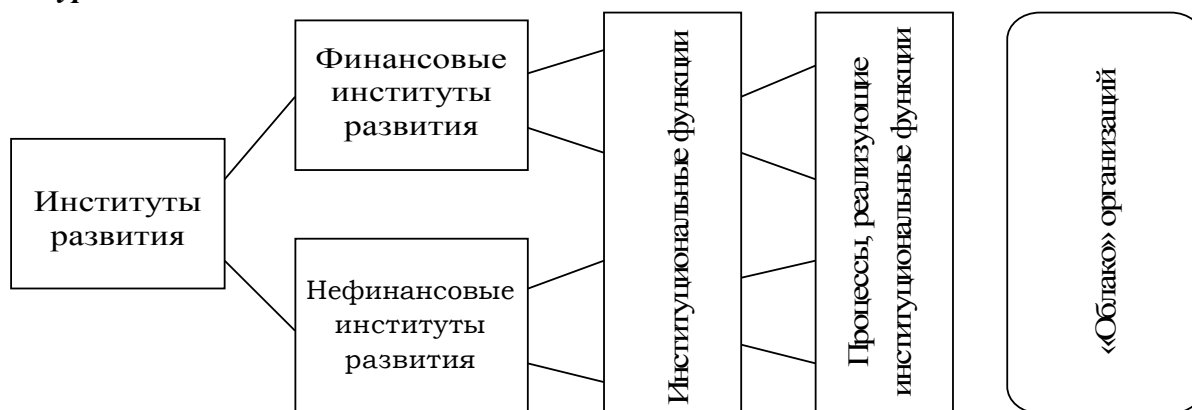 Финансовые
институты
развития
Институты
развития
Нефинансовые
институты
развития
Институциональные функции
Процессы, реализующие
институциональные функции
«Облако» организаций